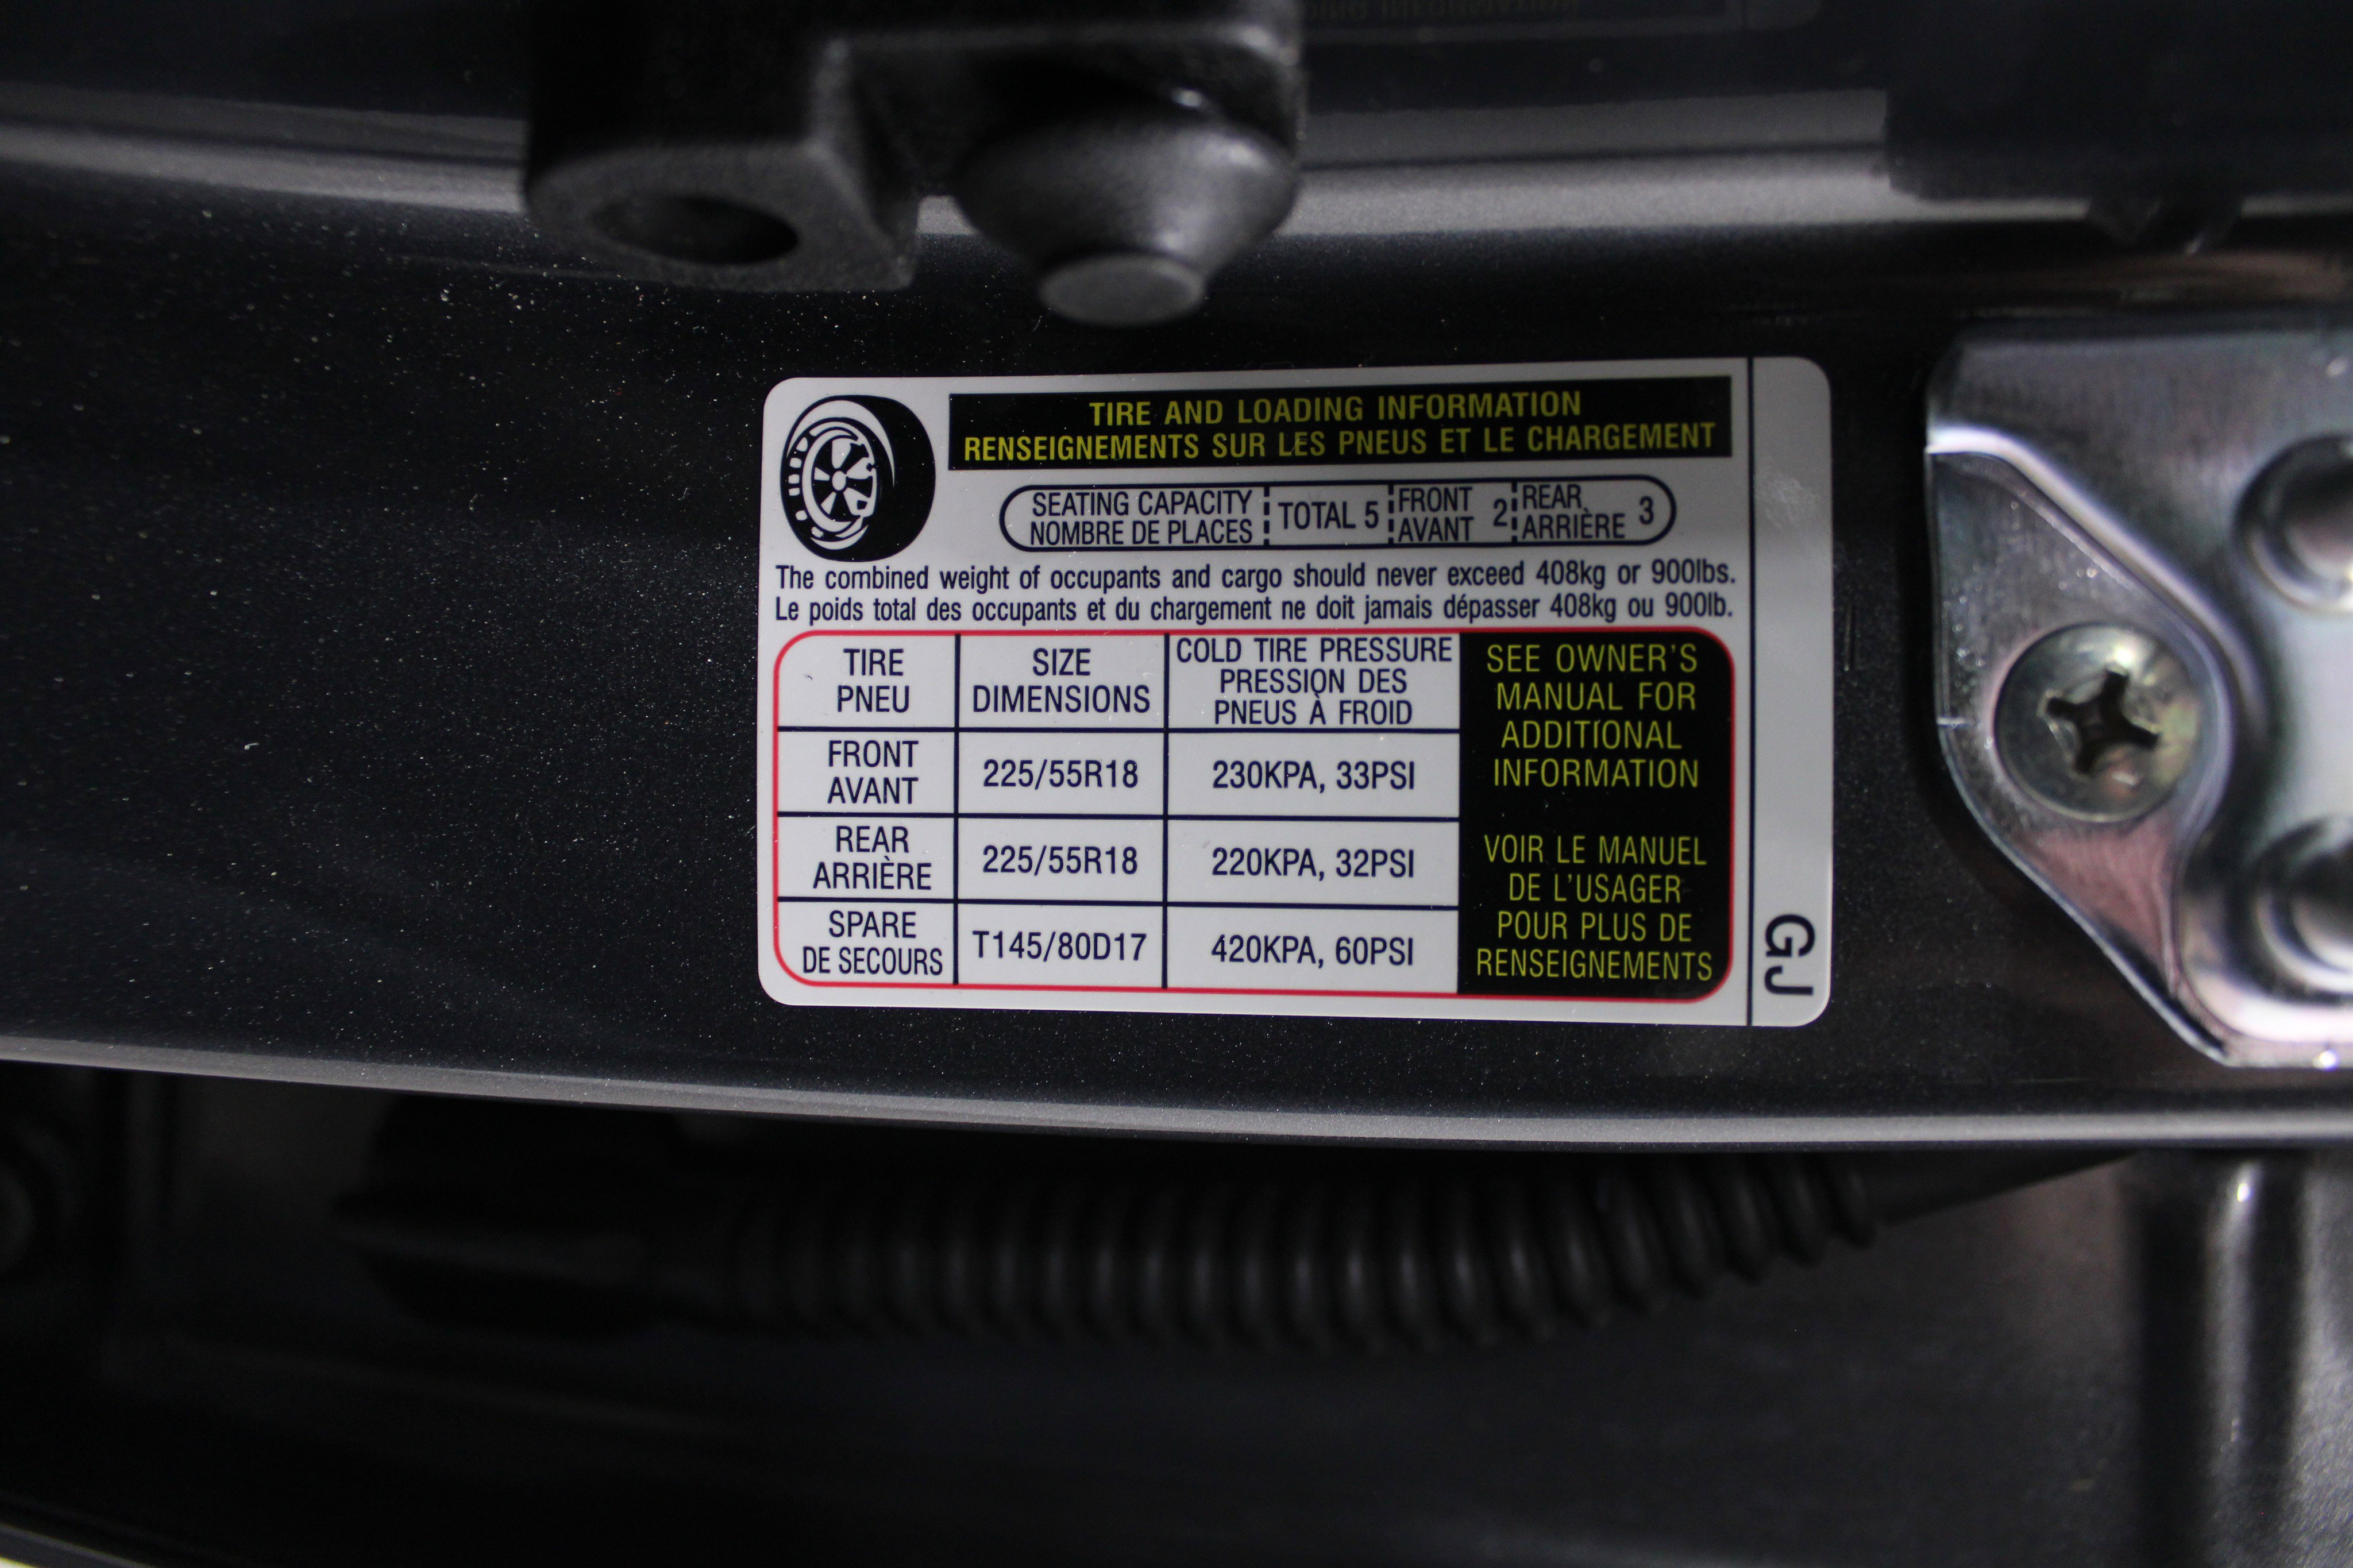 TIRE AND LOADING INFORMATION
RENSEIGNEMENTS SUR LES PNEUS ET LE CHARGEMENT
SEATING CAPACITY
NOMBRE DE PLACES
TOTAL 5
FRONT
AVANT 2
REAR
ARRIÈRE 3
The combined weight of occupants and cargo should never exceed 408kg or 900lbs.
Le poids total des occupants et du chargement ne doit jamais dépasser 408kg ou 900lb.
TIRE
PNEU
SIZE
DIMENSIONS
COLD TIRE PRESSURE
PRESSION DES
PNEUS À FROID
FRONT
AVANT
225/55R18
230KPA, 33PSI
REAR
ARRIÈRE
225/55R18
220KPA, 32PSI
SPARE
DE SECOURS
T145/80D17
420KPA, 60PSI
SEE OWNER'S
MANUAL FOR
ADDITIONAL
INFORMATION
VOIR LE MANUEL
DE L'USAGER
POUR PLUS DE
RENSEIGNEMENTS
GJ